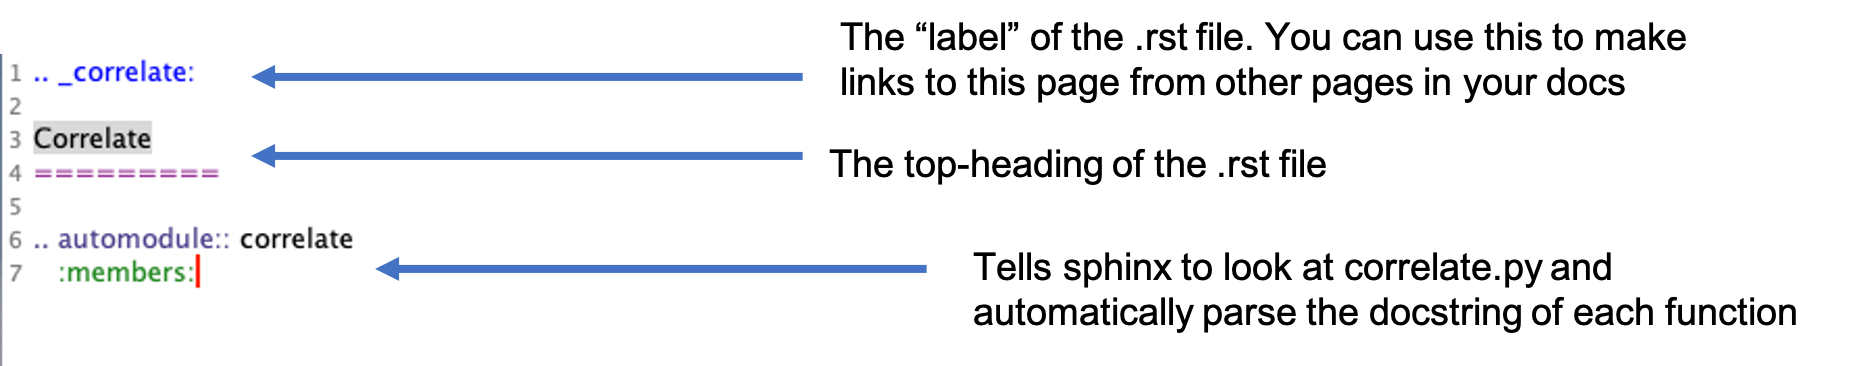 The “label” of the .rst file. You can use this to make
links to this page from other pages in your docs
1 .. _correlate:
2
3 Correlate
4 =========
The top-heading of the .rst file
5
6 .. automodule:: correlate
7 :members:
Tells sphinx to look at correlate.py and
automatically parse the docstring of each function